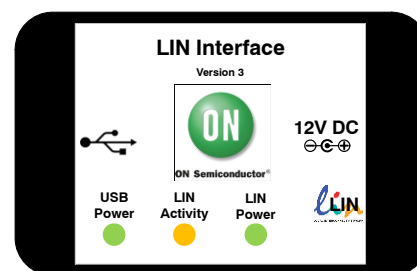 LIN Interface
Version 3
ON
ON Semiconductor®
12V DC
USB Power
LIN Activity
LIN Power
LIN